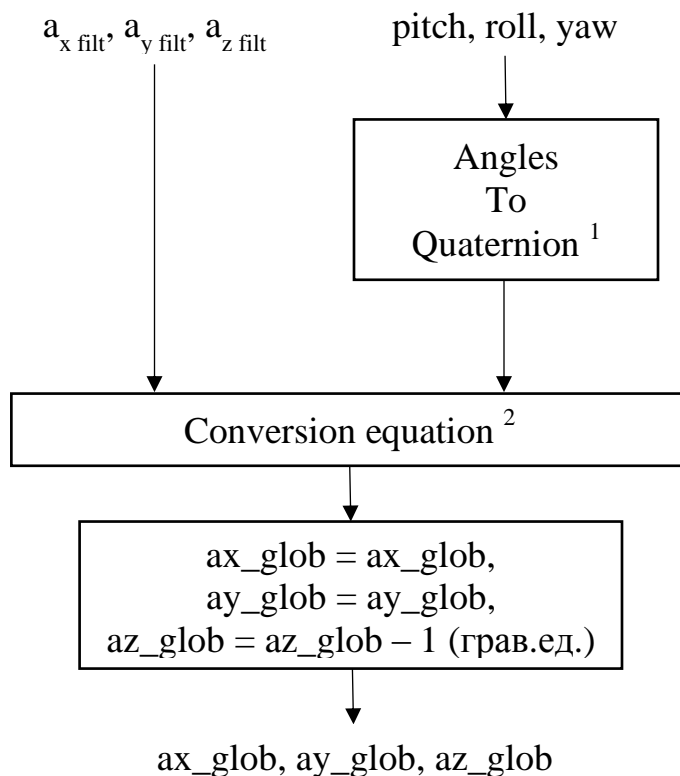 a_x filt, a_y filt, a_z filt
pitch, roll, yaw
Angles
To
Quaternion 1
Conversion equation 2
ax_glob = ax_glob,
ay_glob = ay_glob,
az_glob = az_glob – 1 (грав.ед.)
ax_glob, ay_glob, az_glob